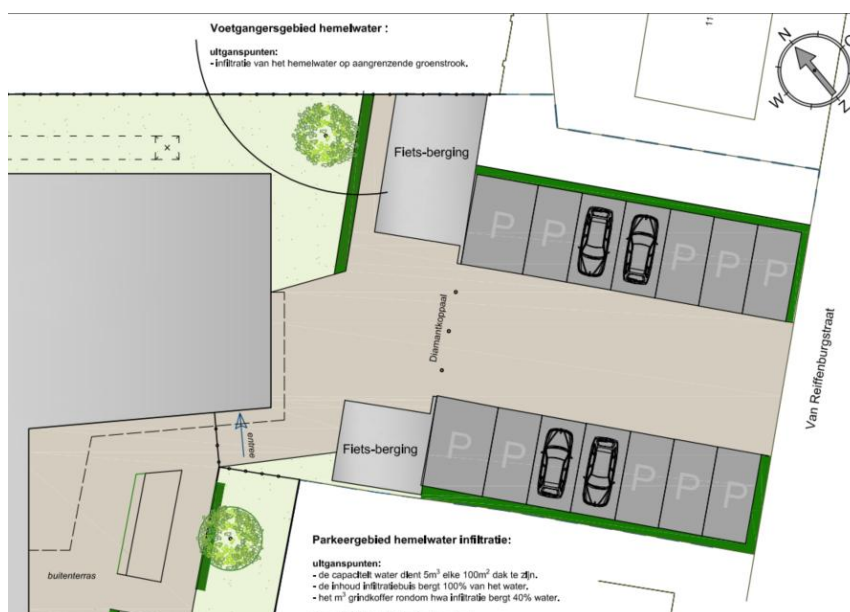 Voetgangersgebied hemelwater :
uitganspunten:
- infiltratie van het hemelwater op aangrenzende groenstrook.
11
N
O
W
Z
Fiets-berging
P P P P P
Diamantkoppaal
Van Reiffenburgstraat
entree
Fiets-berging
P P P P P
buitenterras
Parkeergebied hemelwater infiltratie:
uitganspunten:
- de capaciteit water dient 5m³ elke 100m² dak te zijn.
- de inhoud infiltratiebuis bergt 100% van het water.
- het m³ grindkoffer rondom hwa infiltratie bergt 40% water.